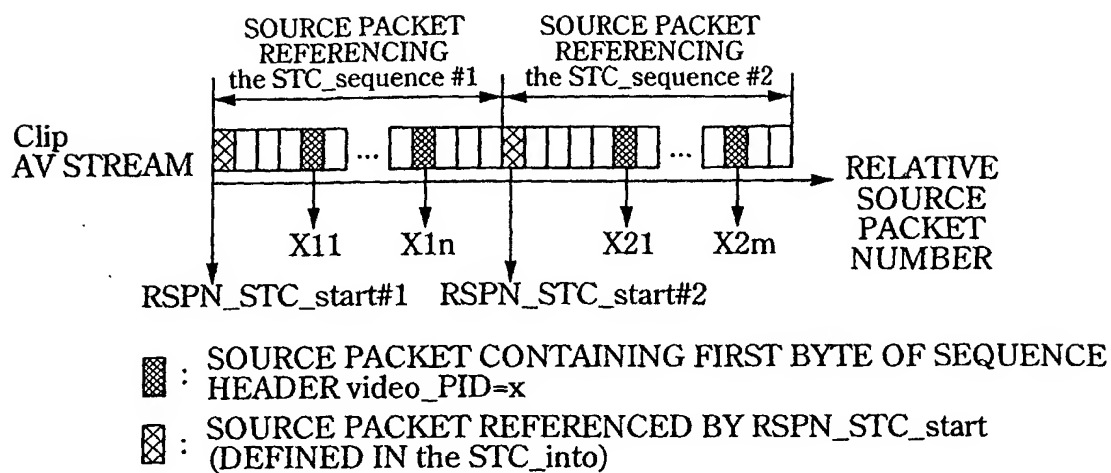 SOURCE PACKET
REFERENCING
the STC_sequence #1
SOURCE PACKET
REFERENCING
the STC_sequence #2
Clip
AV STREAM
...
...
RELATIVE
SOURCE
PACKET
NUMBER
X11
X1n
X21
X2m
RSPN_STC_start#1
RSPN_STC_start#2
: SOURCE PACKET CONTAINING FIRST BYTE OF SEQUENCE
HEADER video_PID=x
: SOURCE PACKET REFERENCED BY RSPN_STC_start
(DEFINED IN the STC_into)